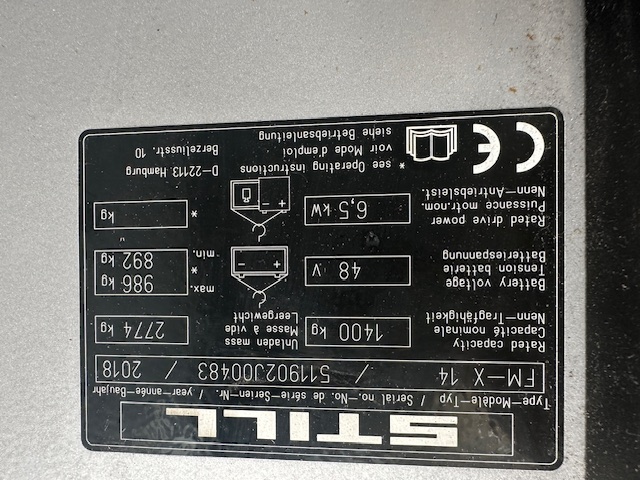 STILL
Type-Modèle-Typ / Serial no.-No. de série-Serien-Nr. / year-année-Baujahr
FM-X 14 / 511902J00483 / 2018
Rated capacity
Capacité nominale
Nenn-Tragfähigkeit
1400 kg
Unladen mass
Masse à vide
Leergewicht
2774 kg
Battery voltage
Tension batterie
Batteriespannung
48 V
max. 986 kg
*
min. 892 kg
Rated drive power
Puissance motr.nom.
Nenn-Antriebsleist.
6,5 kW
* kg
* see Operating instructions
voir Mode d'emploi
siehe Betriebsanleitung
D-22113 Hamburg
Berzeliusstr. 10
CE